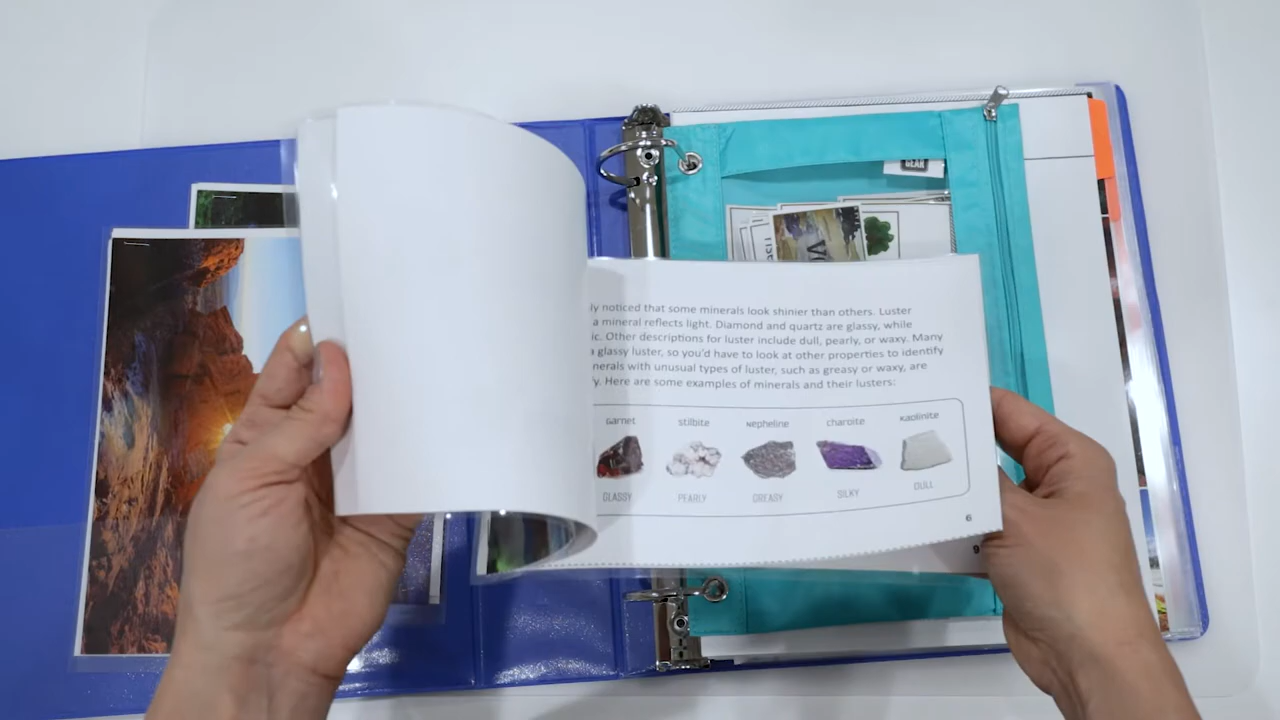 GEAR
ly noticed that some minerals look shinier than others. Luster
a mineral reflects light. Diamond and quartz are glassy, while
ic. Other descriptions for luster include dull, pearly, or waxy. Many
a glassy luster, so you'd have to look at other properties to identify
nerals with unusual types of luster, such as greasy or waxy, are
y. Here are some examples of minerals and their lusters:
Garnet Stilbite Nepheline Charoite Kaolinite
GLASSY PEARLY GREASY SILKY DULL
6
9